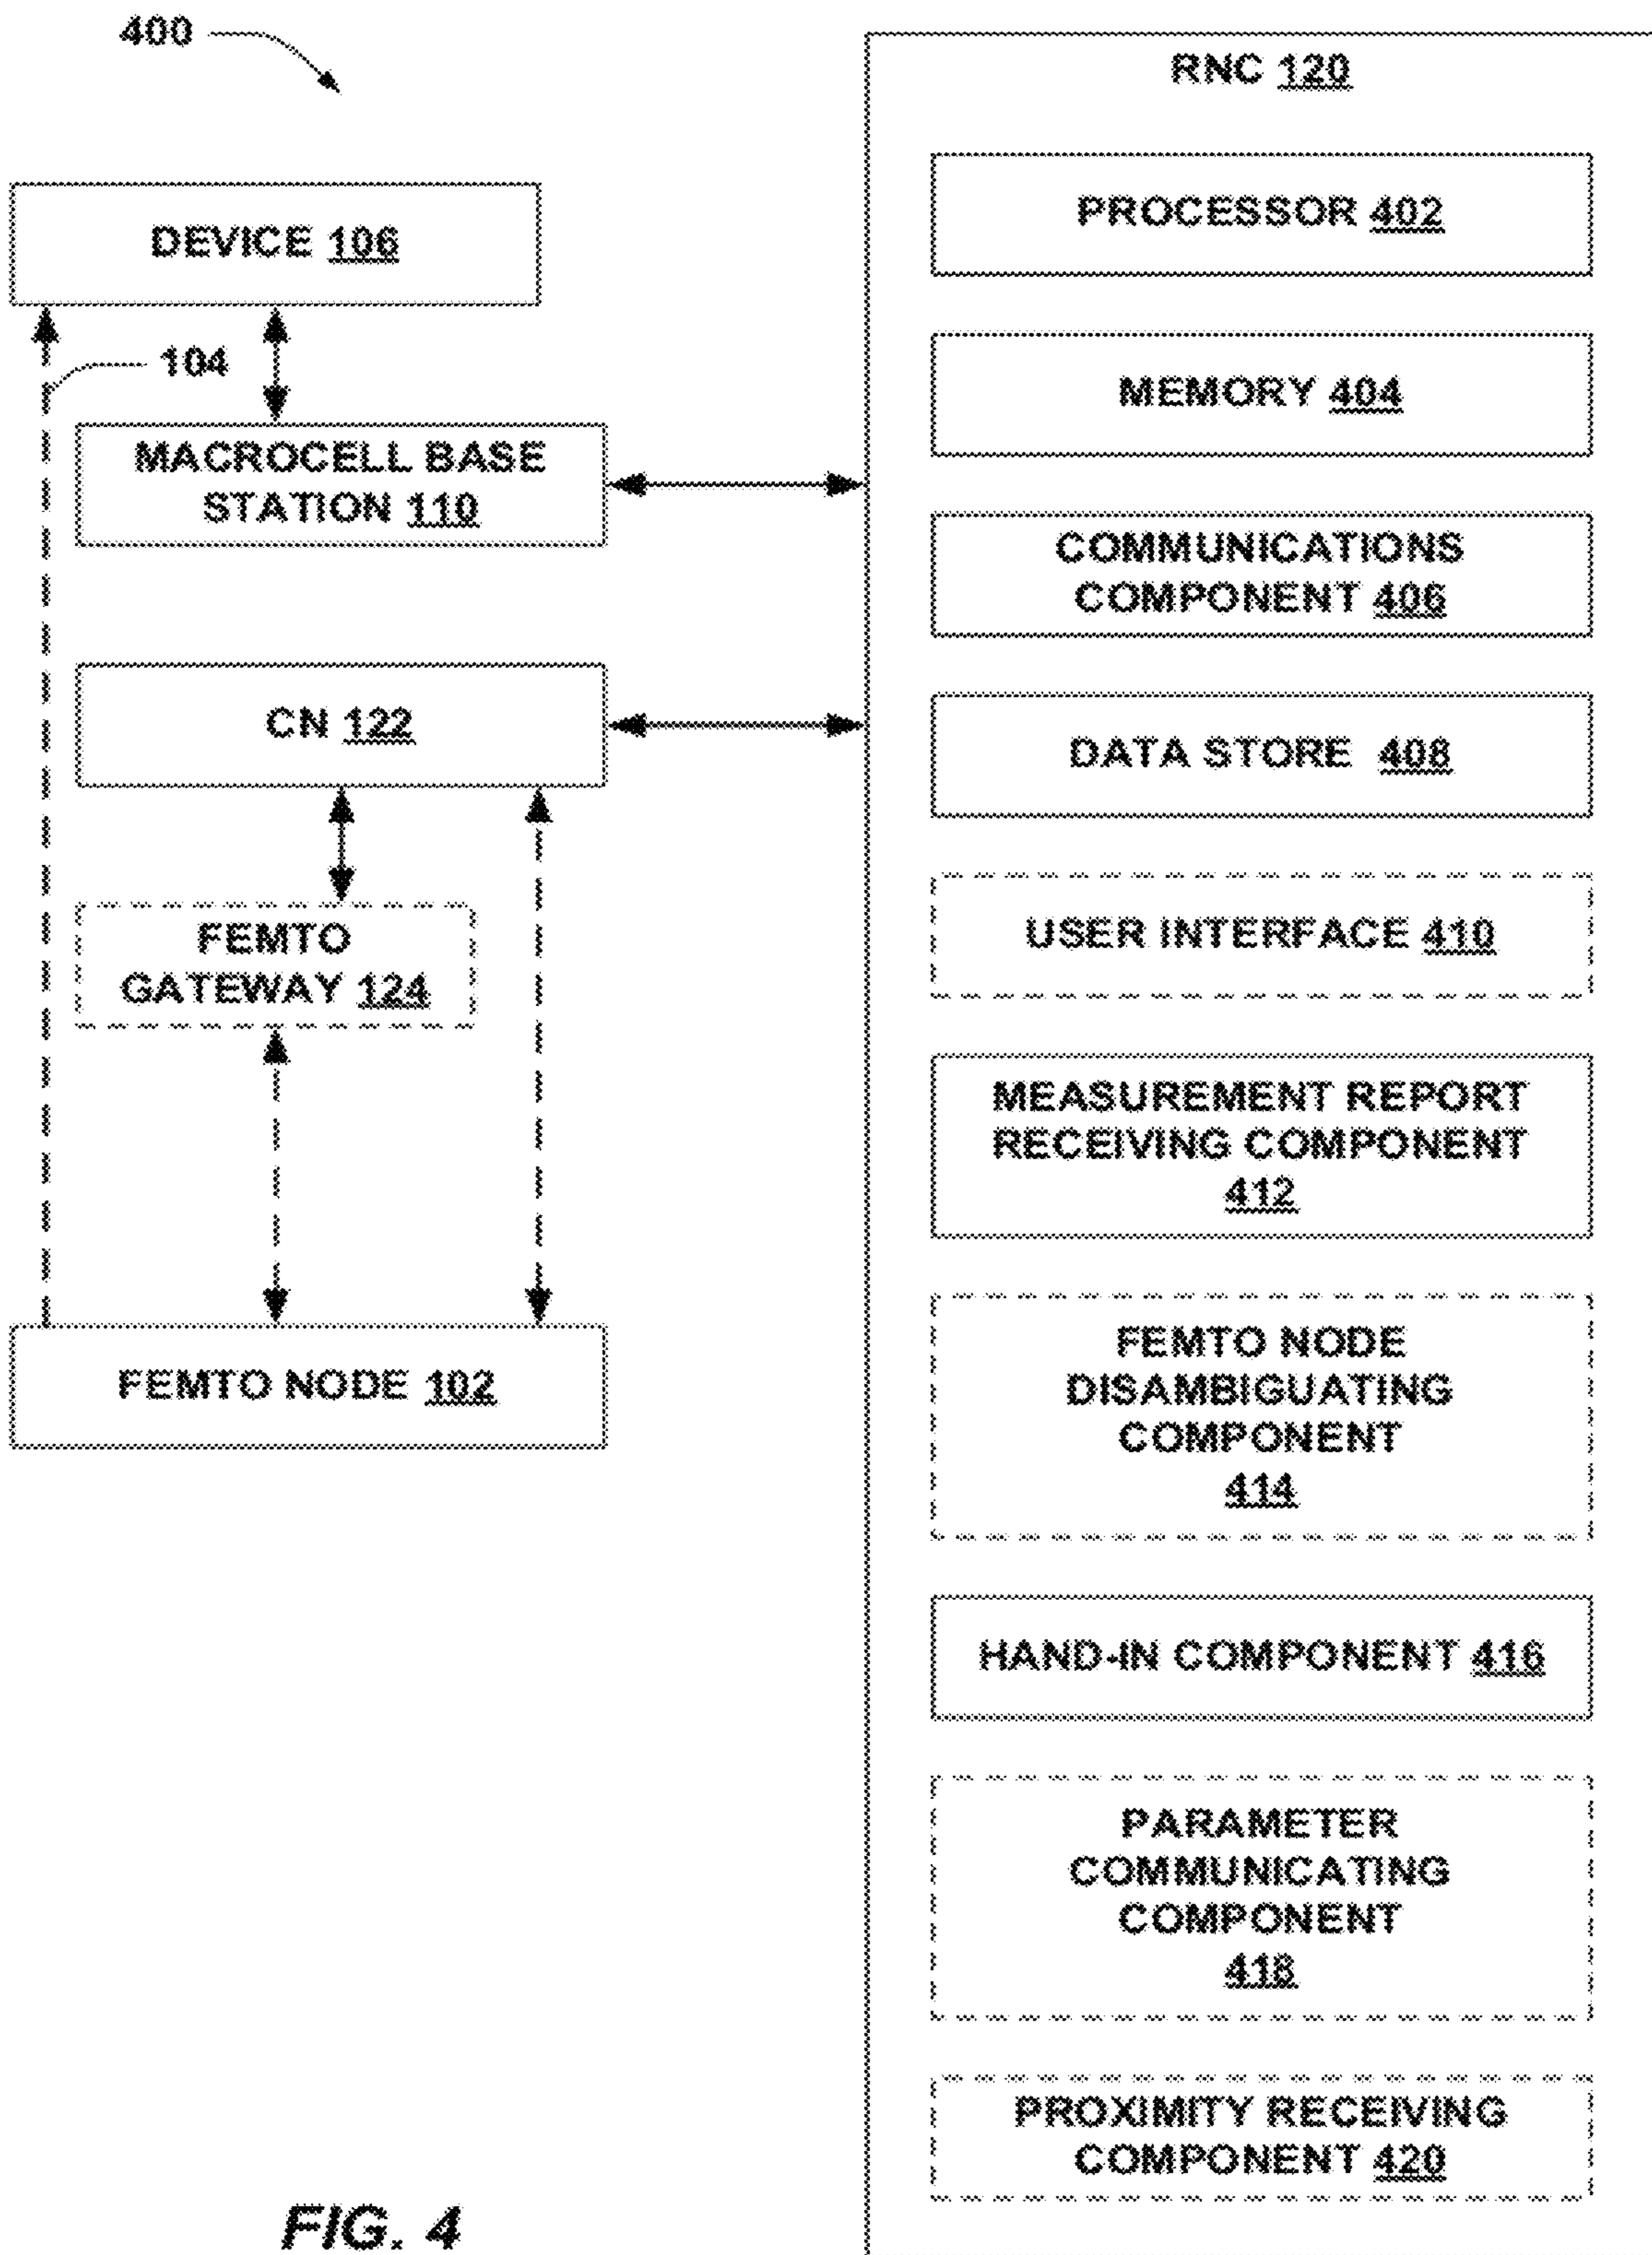 400
DEVICE 106
104
MACROCELL BASE
STATION 110
CN 122
FEMTO
GATEWAY 124
FEMTO NODE 102
FIG. 4
RNC 120
PROCESSOR 402
MEMORY 404
COMMUNICATIONS
COMPONENT 406
DATA STORE 408
USER INTERFACE 410
MEASUREMENT REPORT
RECEIVING COMPONENT
412
FEMTO NODE
DISAMBIGUATING
COMPONENT
414
HAND-IN COMPONENT 416
PARAMETER
COMMUNICATING
COMPONENT
418
PROXIMITY RECEIVING
COMPONENT 420